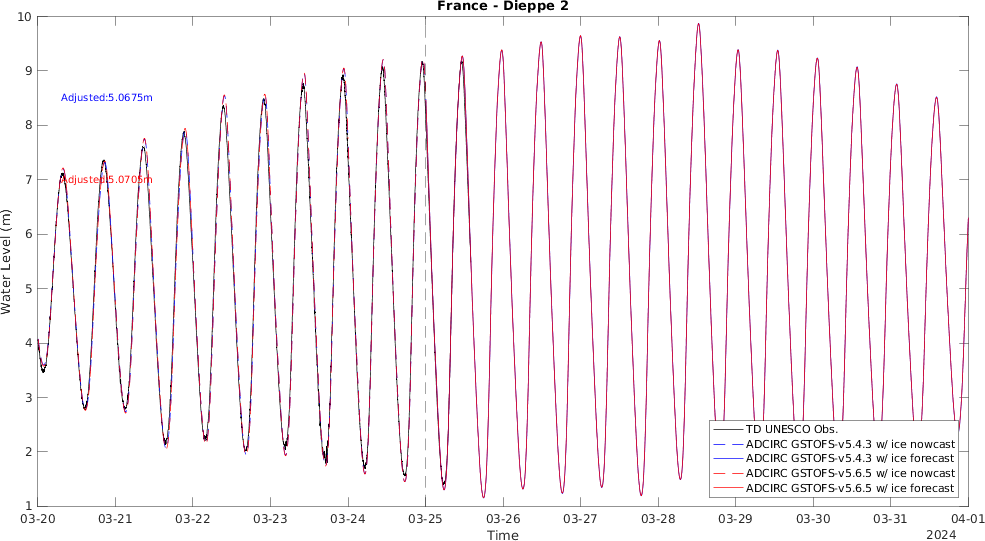 France - Dieppe 2
10
9
8
7
6
5
4
3
2
1
Water Level (m)
Adjusted:5.0675m
Adjusted:5.0705m
TD UNESCO Obs.
ADCIRC GSTOFS-v5.4.3 w/ ice nowcast
ADCIRC GSTOFS-v5.4.3 w/ ice forecast
ADCIRC GSTOFS-v5.6.5 w/ ice nowcast
ADCIRC GSTOFS-v5.6.5 w/ ice forecast
03-20 03-21 03-22 03-23 03-24 03-25 03-26 03-27 03-28 03-29 03-30 03-31 04-01
Time
2024